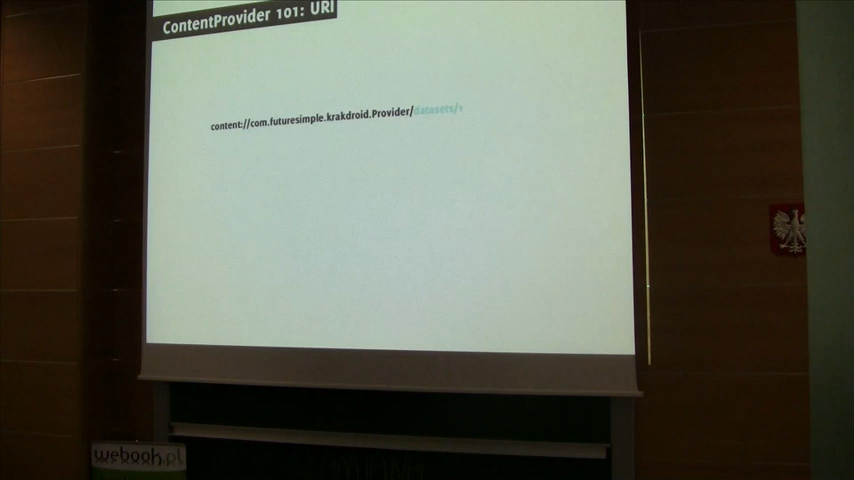 ContentProvider 101: URI
content://com.futuresimple.krakdroid.Provider/datasets/1
webook.pl